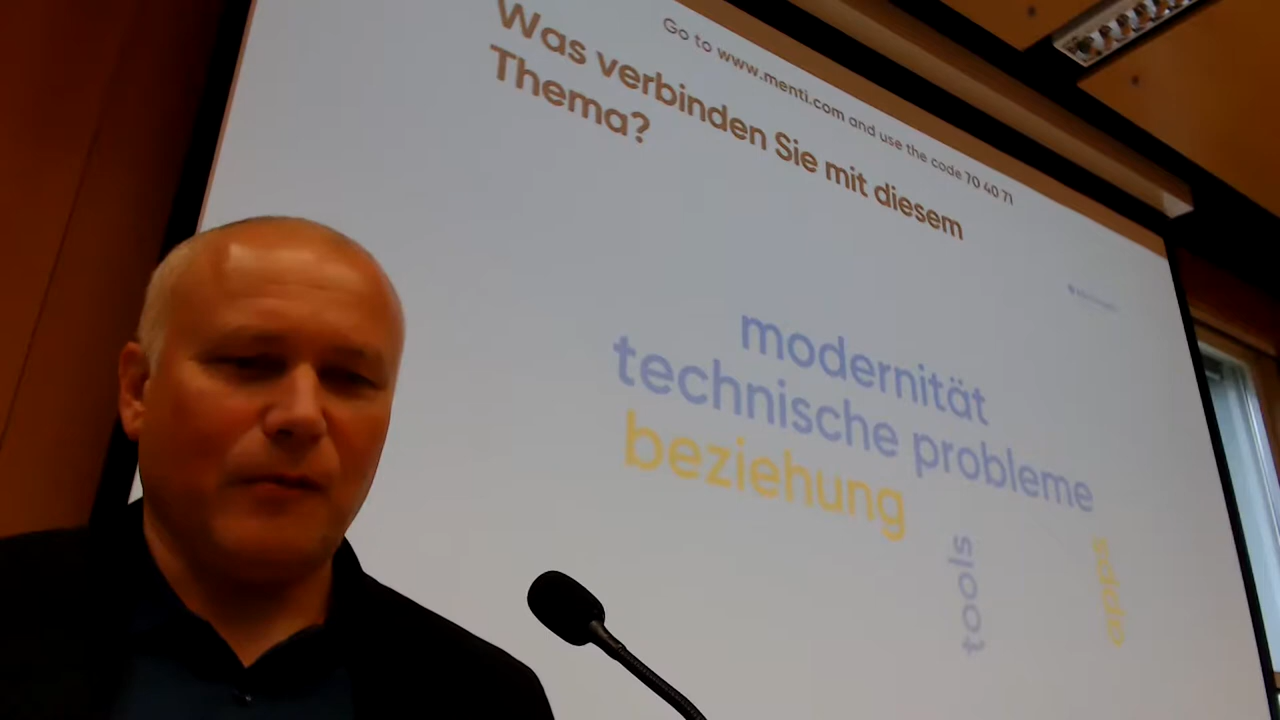 Go to www.menti.com and use the code 70 40 71
Was verbinden Sie mit diesem
Thema?
modernität
technische probleme
beziehung
tools